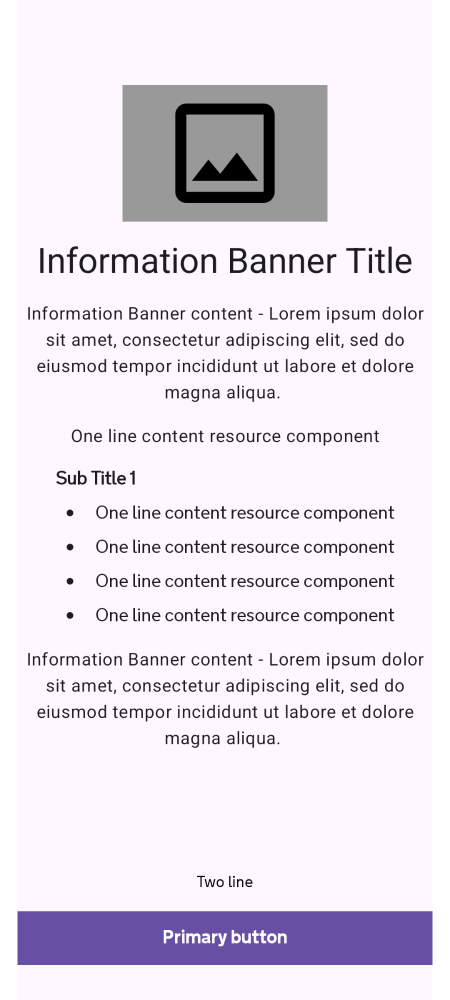 Information Banner Title
Information Banner content - Lorem ipsum dolor
sit amet, consectetur adipiscing elit, sed do
eiusmod tempor incididunt ut labore et dolore
magna aliqua.
One line content resource component
Sub Title 1
• One line content resource component
• One line content resource component
• One line content resource component
• One line content resource component
Information Banner content - Lorem ipsum dolor
sit amet, consectetur adipiscing elit, sed do
eiusmod tempor incididunt ut labore et dolore
magna aliqua.
Two line
Primary button